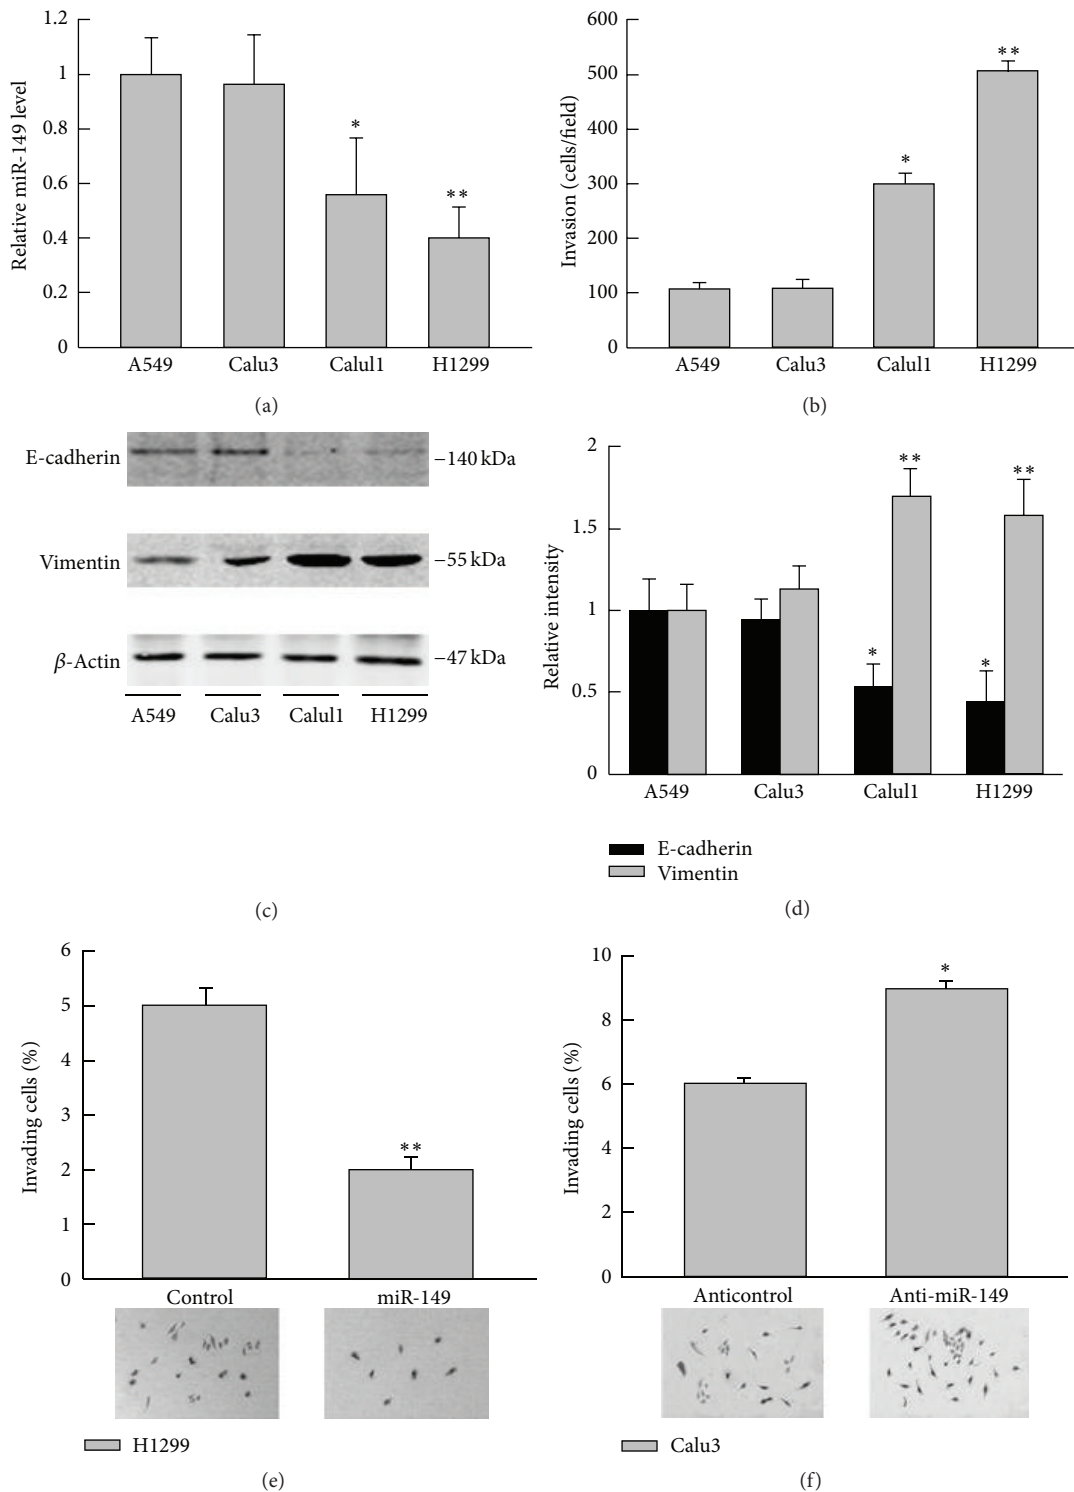 1.2
1
0.8
0.6
0.4
0.2
0
Relative miR-149 level
*
**
A549 Calu3 Calul1 H1299
(a)
600
500
400
300
200
100
0
Invasion (cells/field)
*
**
A549 Calu3 Calul1 H1299
(b)
E-cadherin –140 kDa
Vimentin –55 kDa
β-Actin –47 kDa
A549 Calu3 Calul1 H1299
(c)
2
1.5
1
0.5
0
Relative intensity
*
**
*
**
A549 Calu3 Calul1 H1299
E-cadherin
Vimentin
(d)
6
5
4
3
2
1
0
Invading cells (%)
**
Control miR-149
H1299
(e)
10
8
6
4
2
0
Invading cells (%)
*
Anticontrol Anti-miR-149
Calu3
(f)